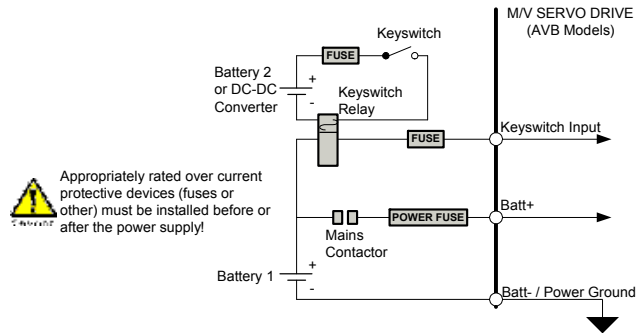 M/V SERVO DRIVE
(AVB Models)
Keyswitch
FUSE
Battery 2
or DC-DC
Converter
+
-
Keyswitch
Relay
FUSE
Keyswitch Input
Appropriately rated over current
protective devices (fuses or
other) must be installed before or
after the power supply!
Batt+
POWER FUSE
Mains
Contactor
Battery 1
+
-
Batt- / Power Ground